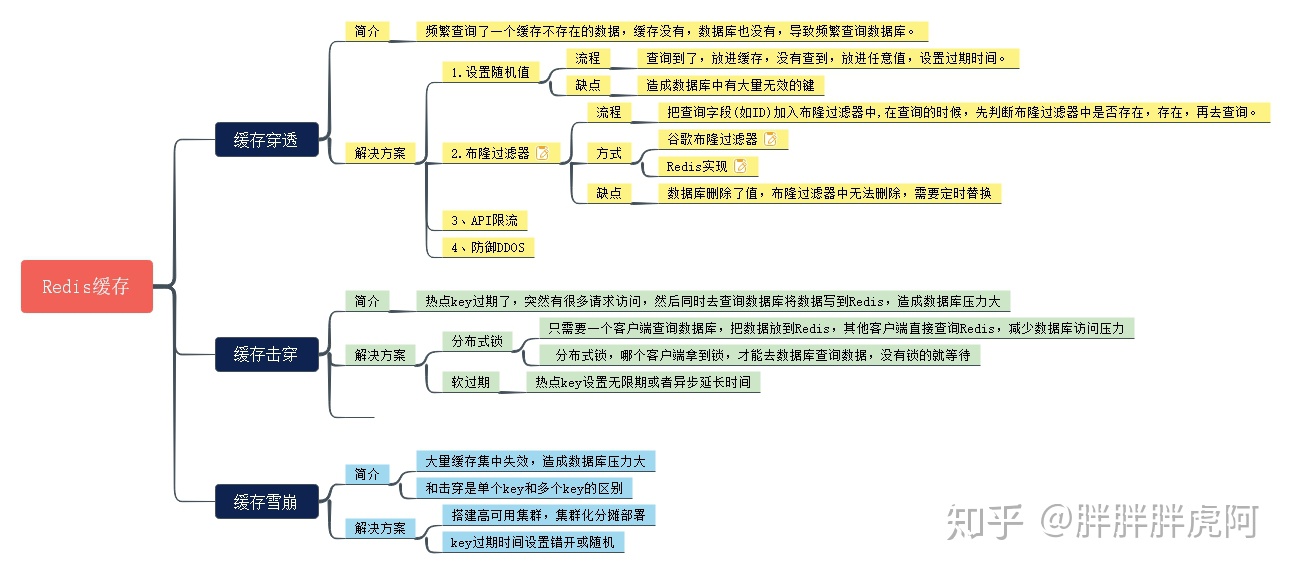 Redis缓存
缓存穿透
简介
频繁查询了一个缓存不存在的数据，缓存没有，数据库也没有，导致频繁查询数据库。
解决方案
1.设置随机值
流程
查询到了，放进缓存，没有查到，放进任意值，设置过期时间。
缺点
造成数据库中有大量无效的键
2.布隆过滤器
流程
把查询字段(如ID)加入布隆过滤器中,在查询的时候，先判断布隆过滤器中是否存在，存在，再去查询。
方式
谷歌布隆过滤器
Redis实现
缺点
数据库删除了值，布隆过滤器中无法删除，需要定时替换
3、API限流
4、防御DDOS
缓存击穿
简介
热点key过期了，突然有很多请求访问，然后同时去查询数据库将数据写到Redis，造成数据库压力大
解决方案
分布式锁
只需要一个客户端查询数据库，把数据放到Redis，其他客户端直接查询Redis，减少数据库访问压力
分布式锁，哪个客户端拿到锁，才能去数据库查询数据，没有锁的就等待
软过期
热点key设置无限期或者异步延长时间
缓存雪崩
简介
大量缓存集中失效，造成数据库压力大
和击穿是单个key和多个key的区别
解决方案
搭建高可用集群，集群化分摊部署
key过期时间设置错开或随机
知乎 @胖胖胖虎阿